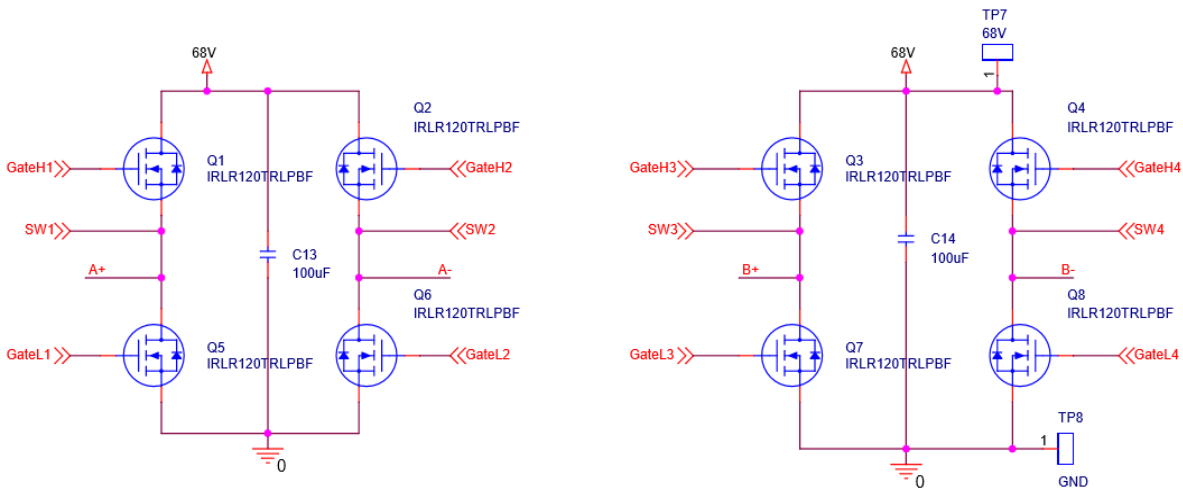 68V
Q2
IRLR120TRLPBF
GateH1
Q1
IRLR120TRLPBF
GateH2
SW1
SW2
C13
100uF
A+
A-
Q6
IRLR120TRLPBF
GateL1
Q5
IRLR120TRLPBF
GateL2
0
TP7
68V
68V
1
Q4
IRLR120TRLPBF
GateH3
Q3
IRLR120TRLPBF
GateH4
SW3
SW4
C14
100uF
B+
B-
Q8
IRLR120TRLPBF
GateL3
Q7
IRLR120TRLPBF
GateL4
TP8
1
GND
0